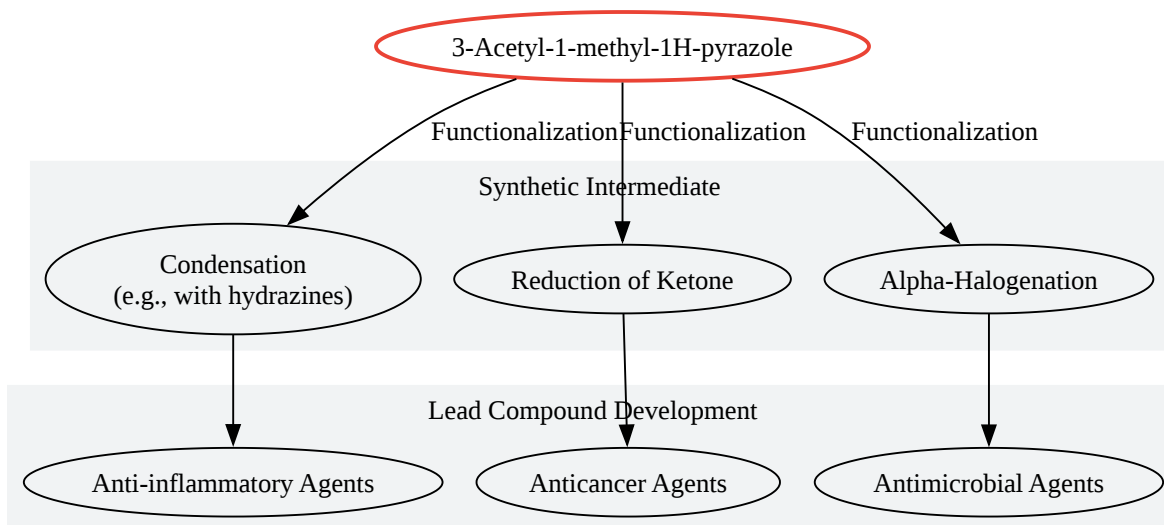 3-Acetyl-1-methyl-1H-pyrazole
Functionalization
Functionalization
Functionalization
Synthetic Intermediate
Condensation
(e.g., with hydrazines)
Reduction of Ketone
Alpha-Halogenation
Lead Compound Development
Anti-inflammatory Agents
Anticancer Agents
Antimicrobial Agents